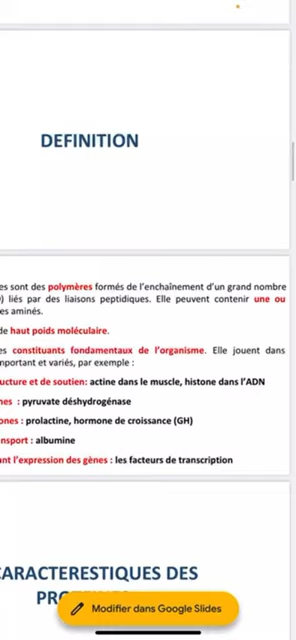 DEFINITION
es sont des polymères formés de l'enchaînement d'un grand nombre
) liés par des liaisons peptidiques. Elle peuvent contenir une ou
es aminés.
de haut poids moléculaire.
es constituants fondamentaux de l'organisme. Elle jouent dans
mportant et variés, par exemple :
ucture et de soutien: actine dans le muscle, histone dans l'ADN
nes : pyruvate déshydrogénase
ones : prolactine, hormone de croissance (GH)
nsport : albumine
ant l'expression des gènes : les facteurs de transcription
CARACTERESTIQUES DES
Modifier dans Google Slides